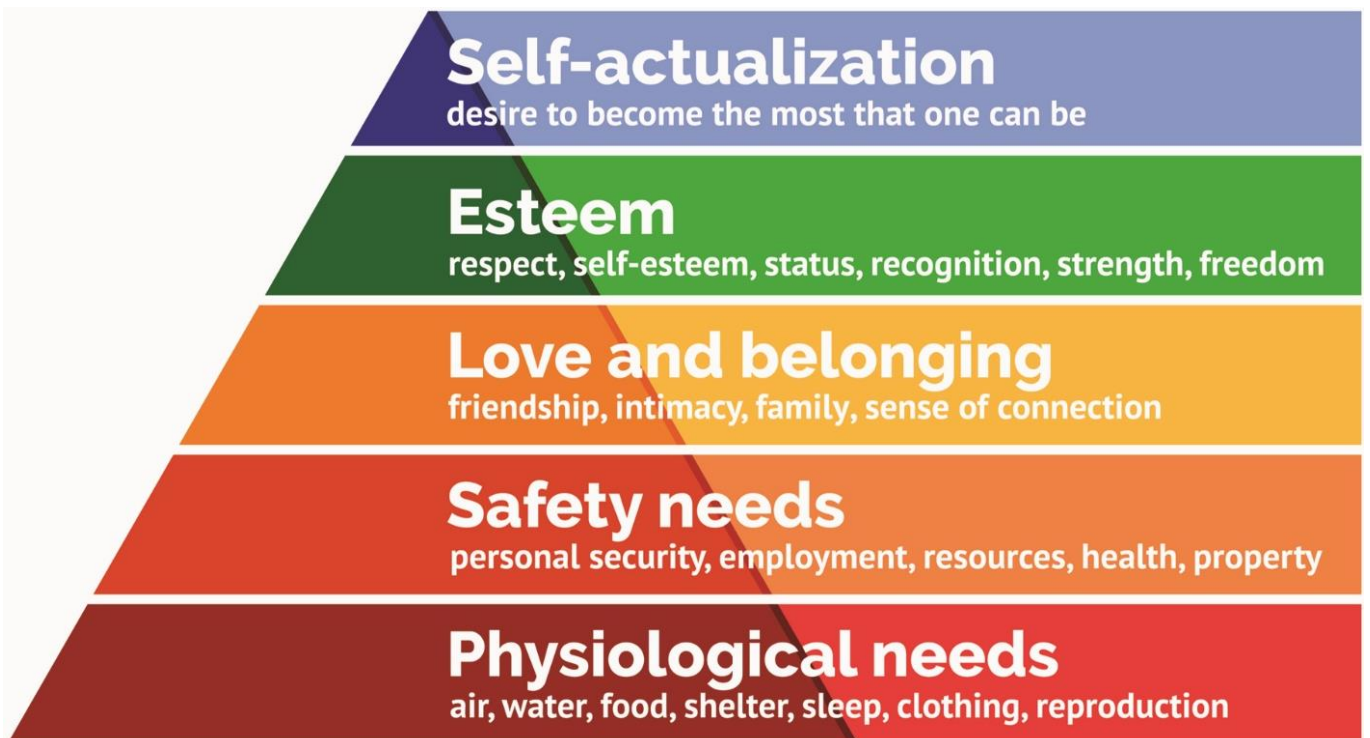 Self-actualization
desire to become the most that one can be
Esteem
respect, self-esteem, status, recognition, strength, freedom
Love and belonging
friendship, intimacy, family, sense of connection
Safety needs
personal security, employment, resources, health, property
Physiological needs
air, water, food, shelter, sleep, clothing, reproduction